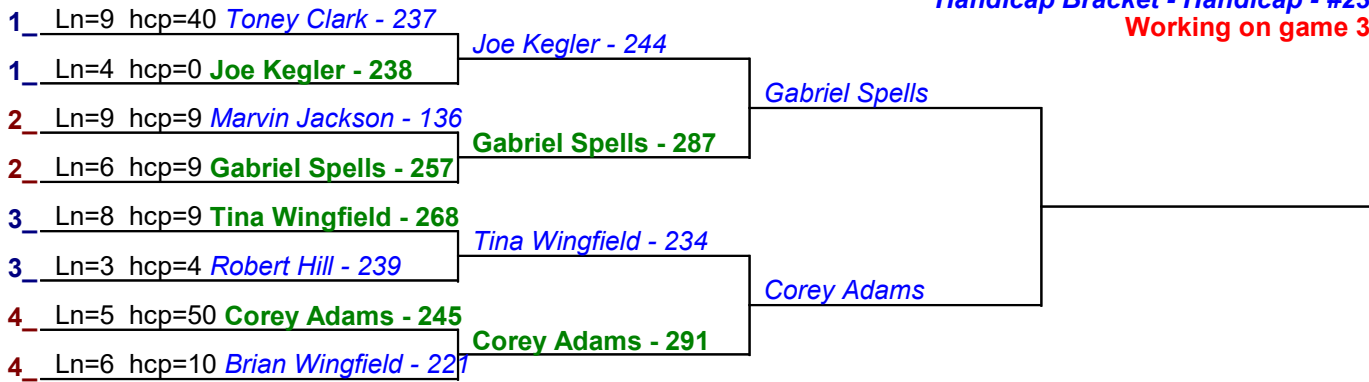 Handicap Bracket - Handicap - #23
Working on game 3
1_ Ln=9 hcp=40 Toney Clark - 237
1_ Ln=4 hcp=0 Joe Kegler - 238
2_ Ln=9 hcp=9 Marvin Jackson - 136
2_ Ln=6 hcp=9 Gabriel Spells - 257
3_ Ln=8 hcp=9 Tina Wingfield - 268
3_ Ln=3 hcp=4 Robert Hill - 239
4_ Ln=5 hcp=50 Corey Adams - 245
4_ Ln=6 hcp=10 Brian Wingfield - 221
Joe Kegler - 244
Gabriel Spells - 287
Tina Wingfield - 234
Corey Adams - 291
Gabriel Spells
Corey Adams